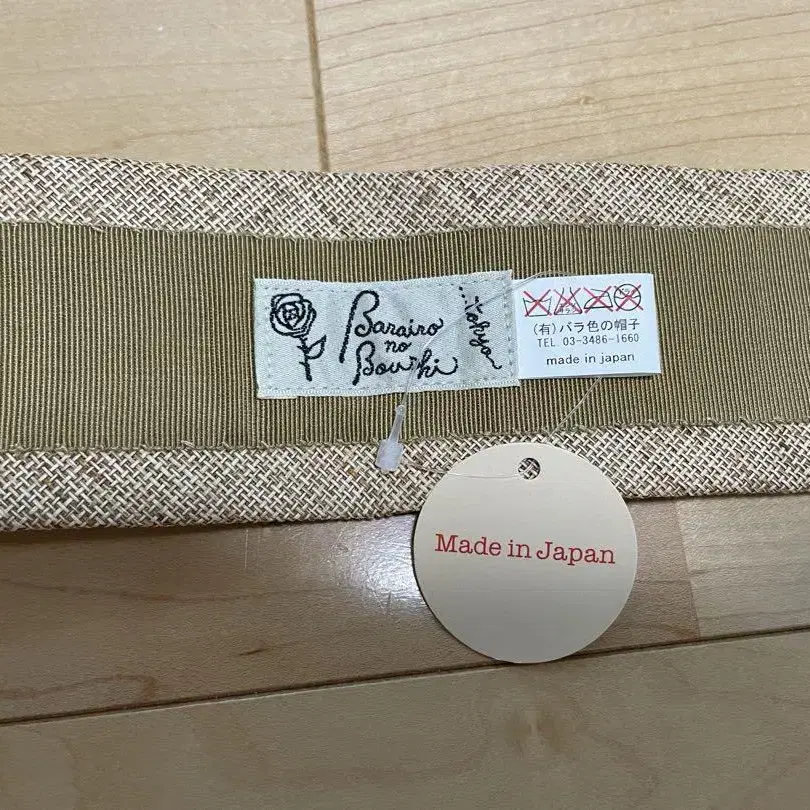 Barairo
no
Boushi
...tokyo
(有)バラ色の帽子
TEL. 03-3486-1660
made in japan
Made in Japan